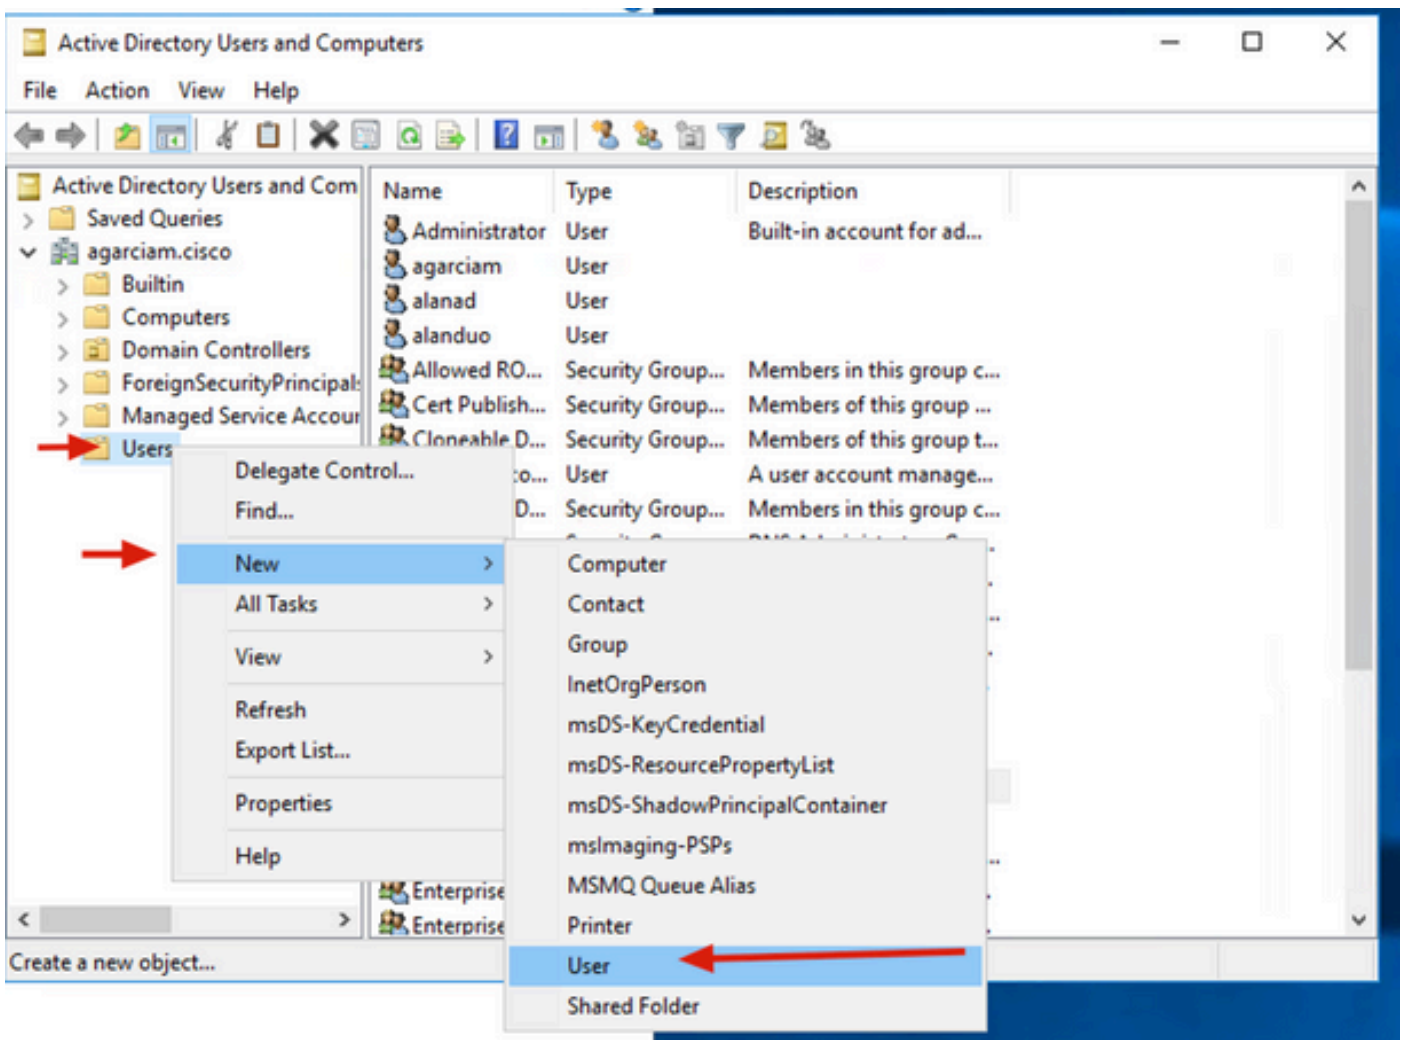 Active Directory Users and Computers
File Action View Help
Active Directory Users and Com
Saved Queries
agarciam.cisco
Builtin
Computers
Domain Controllers
ForeignSecurityPrincipals
Managed Service Accour
Users
Name Type Description
Administrator User Built-in account for ad...
agarciam User
alanad User
alanduo User
Allowed RO... Security Group... Members in this group c...
Cert Publish... Security Group... Members of this group ...
Cloneable D... Security Group... Members of this group t...
:o... User A user account manage...
D... Security Group... Members in this group c...
Enterprise
Enterprise
Delegate Control...
Find...
New >
All Tasks >
View >
Refresh
Export List...
Properties
Help
Computer
Contact
Group
InetOrgPerson
msDS-KeyCredential
msDS-ResourcePropertyList
msDS-ShadowPrincipalContainer
msImaging-PSPs
MSMQ Queue Alias
Printer
User
Shared Folder
Create a new object...